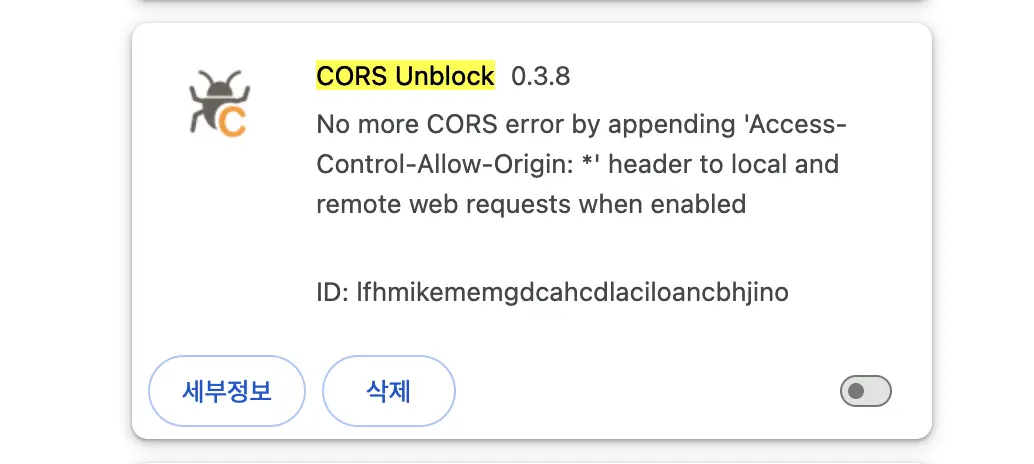 CORS Unblock 0.3.8
No more CORS error by appending 'Access-
Control-Allow-Origin: *' header to local and
remote web requests when enabled
ID: lfhmikememgdcahcdlaciloancbhjino
세부정보 삭제